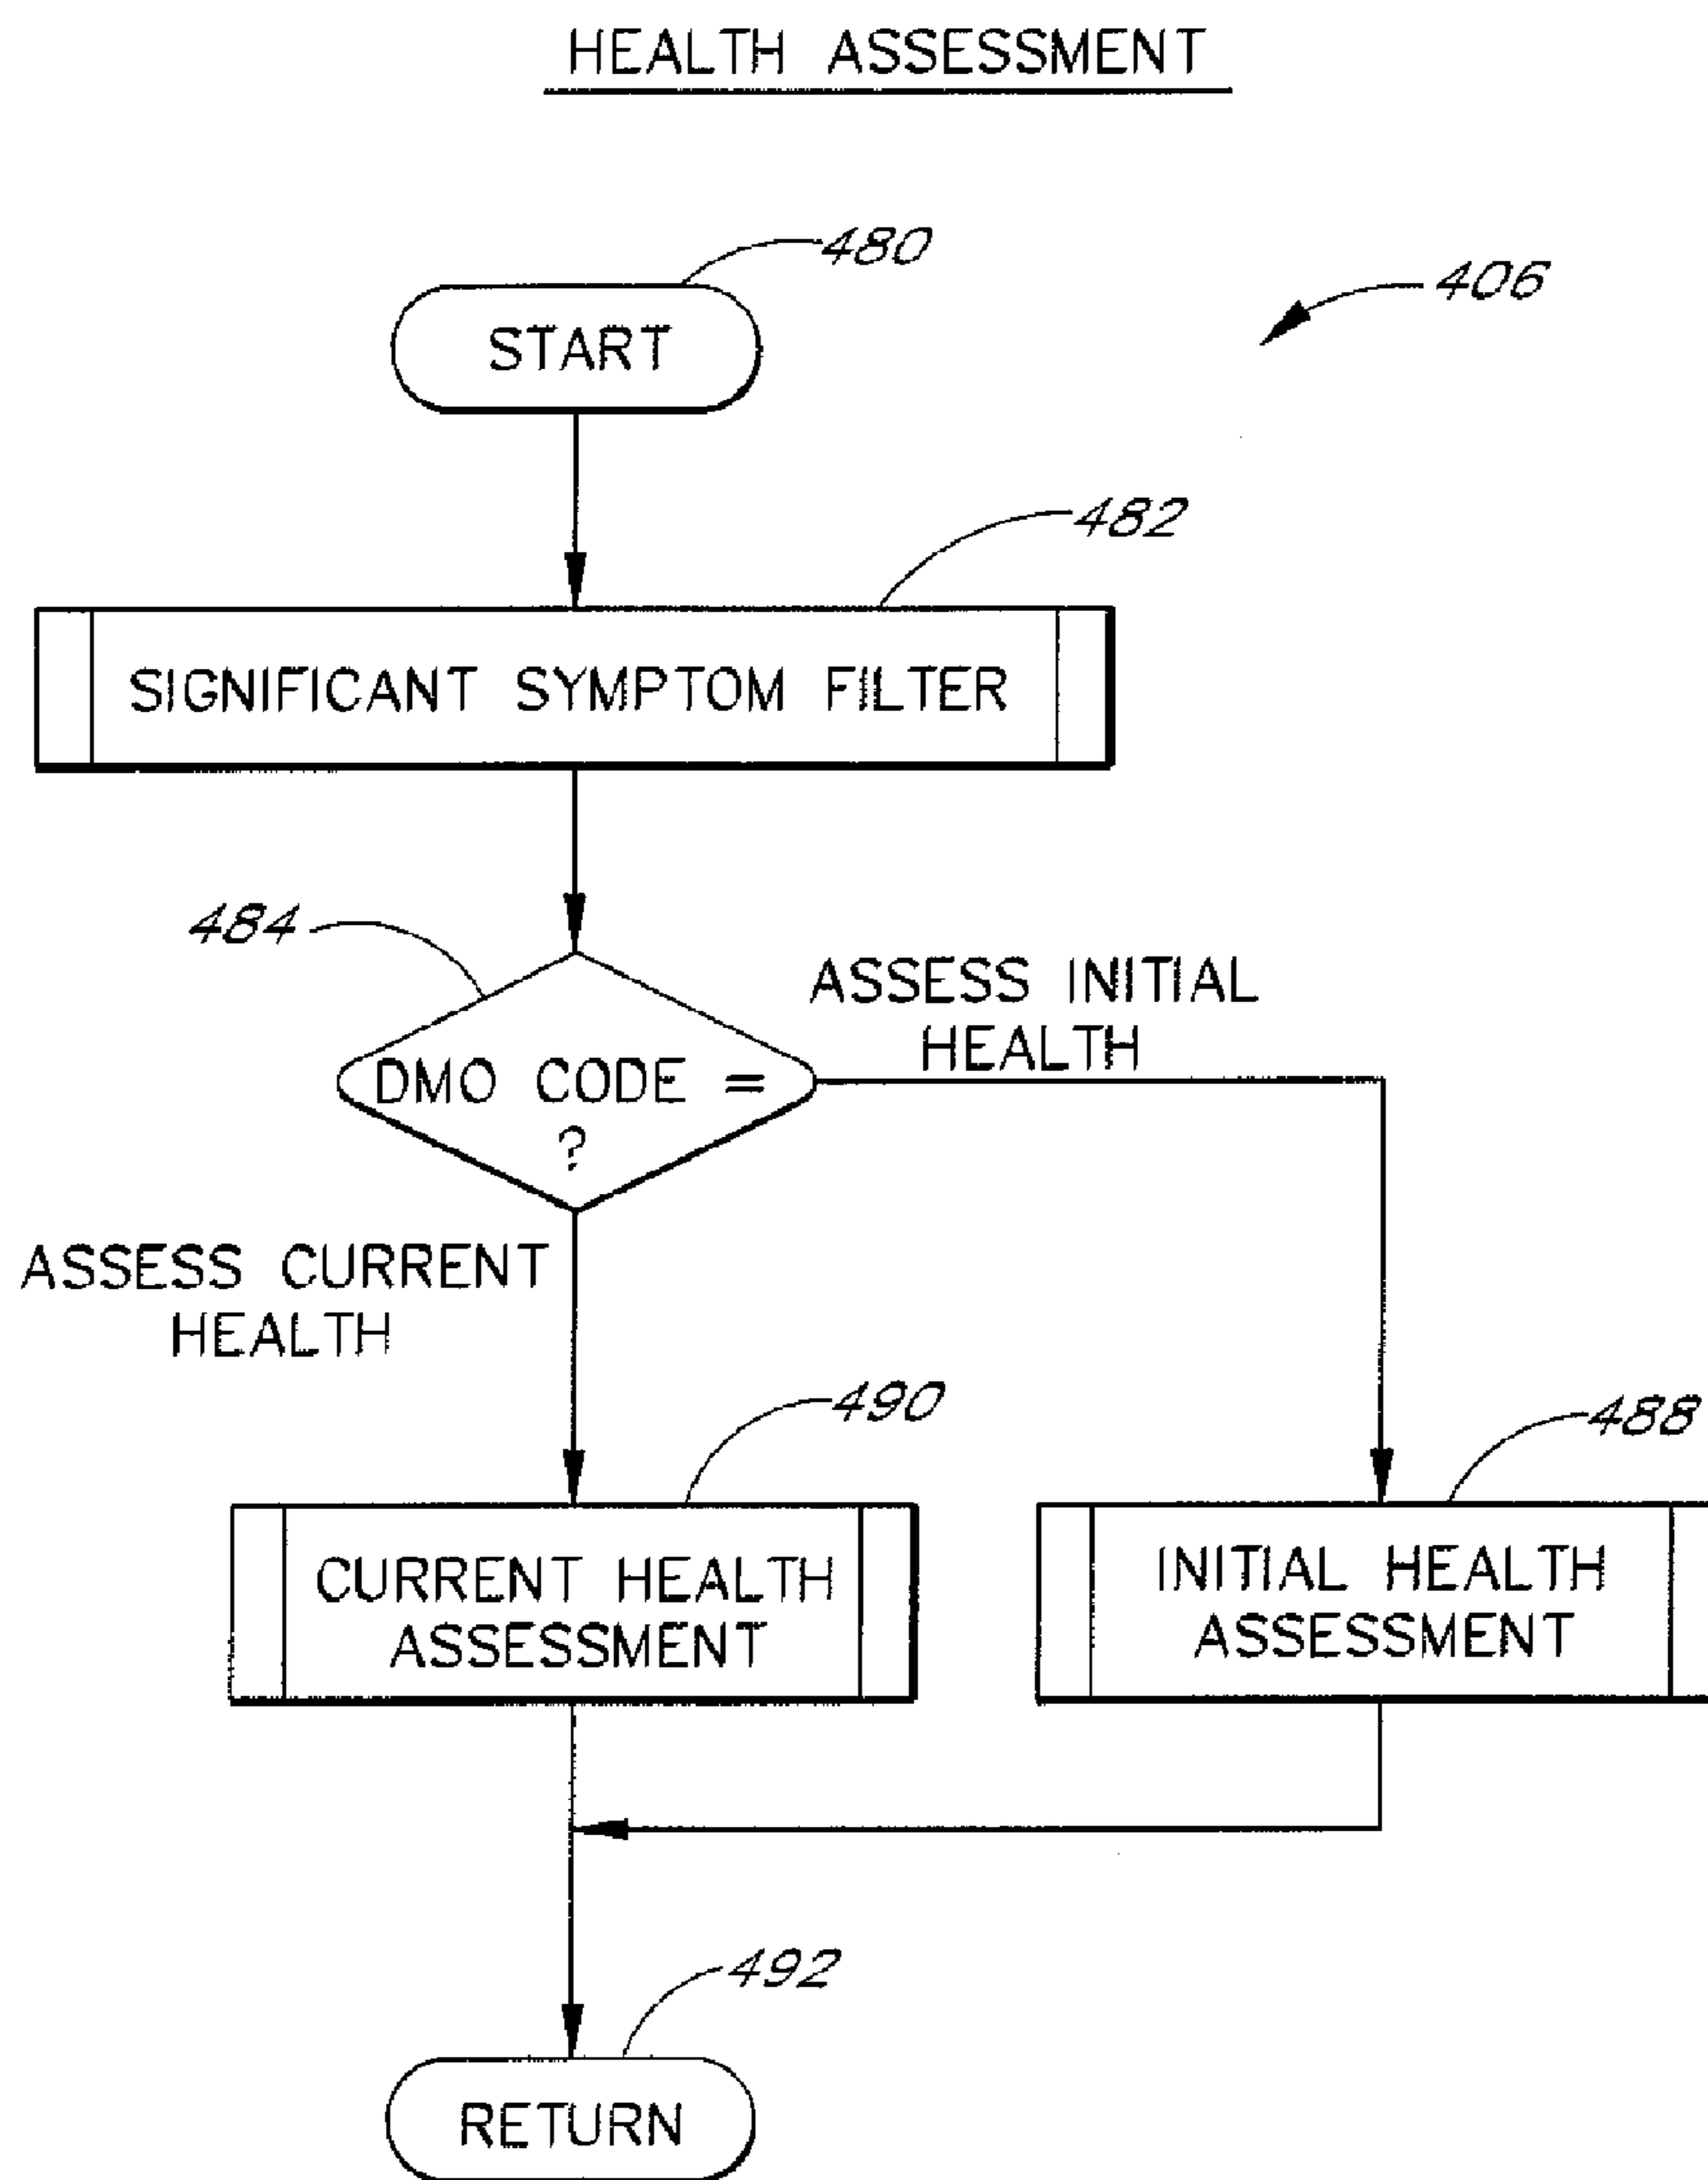 HEALTH ASSESSMENT
480
406
START
482
SIGNIFICANT SYMPTOM FILTER
484
ASSESS INITIAL
HEALTH
DMO CODE =
?
ASSESS CURRENT
HEALTH
490
488
CURRENT HEALTH
ASSESSMENT
INITIAL HEALTH
ASSESSMENT
492
RETURN